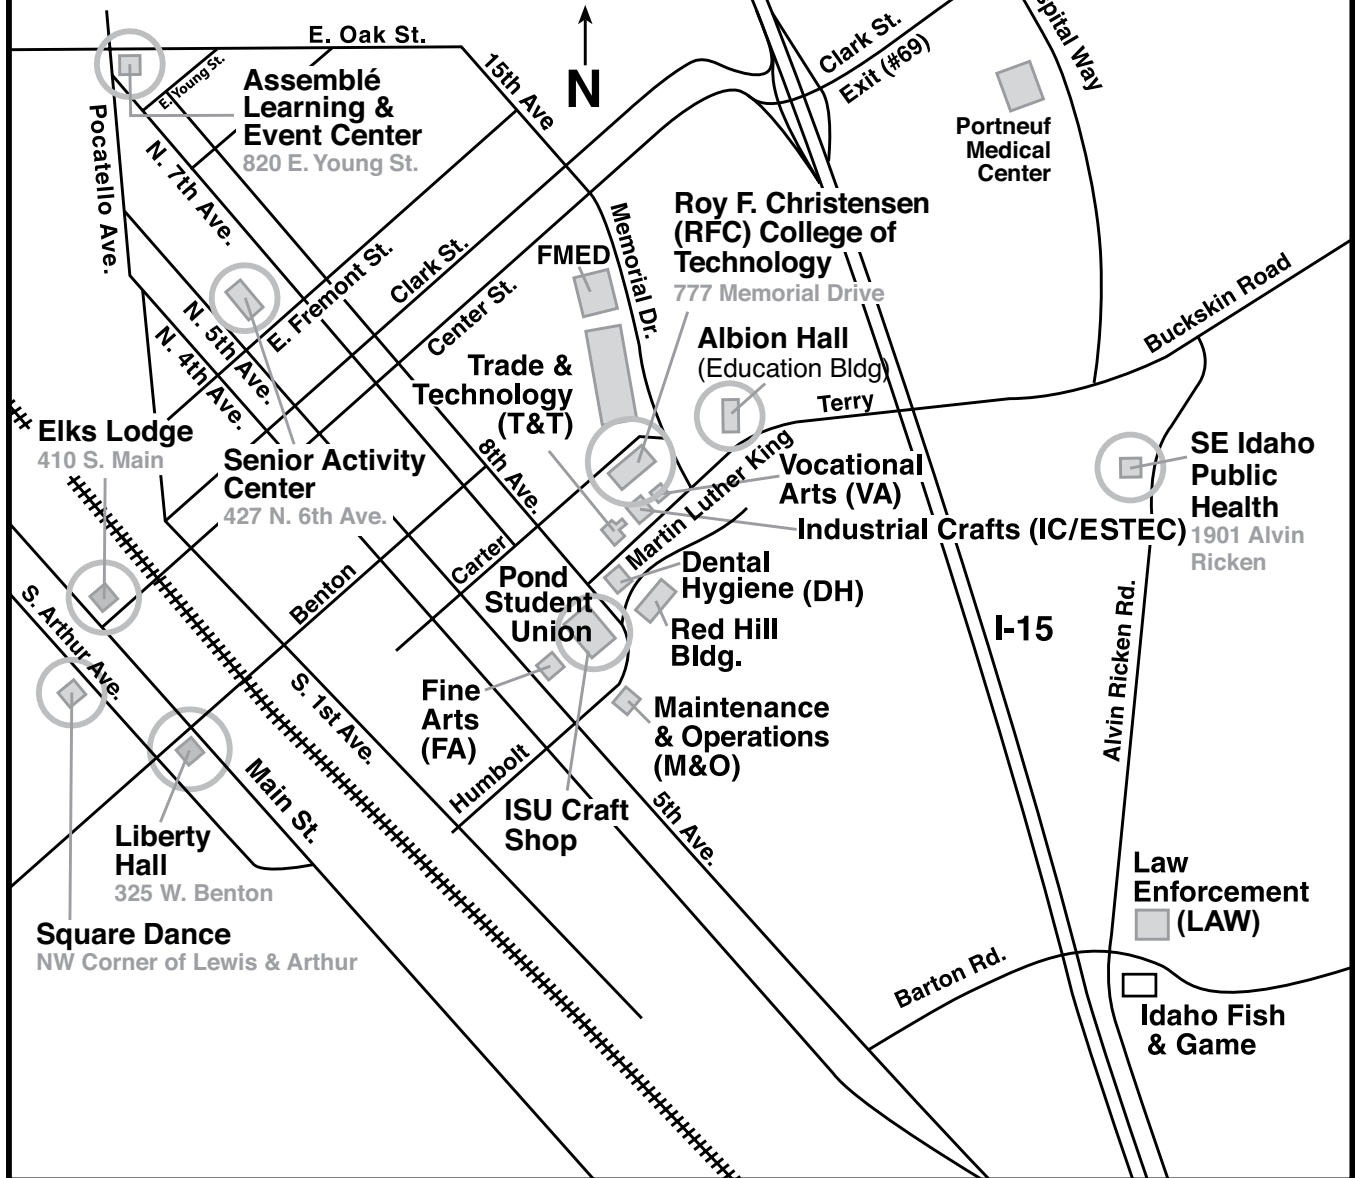 E. Oak St.
15th Ave
N
Clark St.
Exit (#69)
spital Way
E. Young St.
Assemblé
Learning &
Event Center
820 E. Young St.
Pocatello Ave.
N. 7th Ave.
Portneuf
Medical
Center
Roy F. Christensen
(RFC) College of
Technology
777 Memorial Drive
Memorial Dr.
FMED
Clark St.
E. Fremont St.
Center St.
N. 5th Ave.
N. 4th Ave.
Buckskin Road
Albion Hall
(Education Bldg)
Terry
Trade &
Technology
(T&T)
Elks Lodge
410 S. Main
Senior Activity
Center
427 N. 6th Ave.
8th Ave.
Martin Luther King
Vocational
Arts (VA)
Industrial Crafts (IC/ESTEC)
SE Idaho
Public
Health
1901 Alvin
Ricken
Carter
Benton
Pond
Student
Union
Dental
Hygiene (DH)
Red Hill
Bldg.
I-15
Alvin Ricken Rd.
S. Arthur Ave.
S. 1st Ave.
Fine
Arts
(FA)
Maintenance
& Operations
(M&O)
Humbolt
Main St.
ISU Craft
Shop
5th Ave.
Liberty
Hall
325 W. Benton
Law
Enforcement
(LAW)
Square Dance
NW Corner of Lewis & Arthur
Barton Rd.
Idaho Fish
& Game